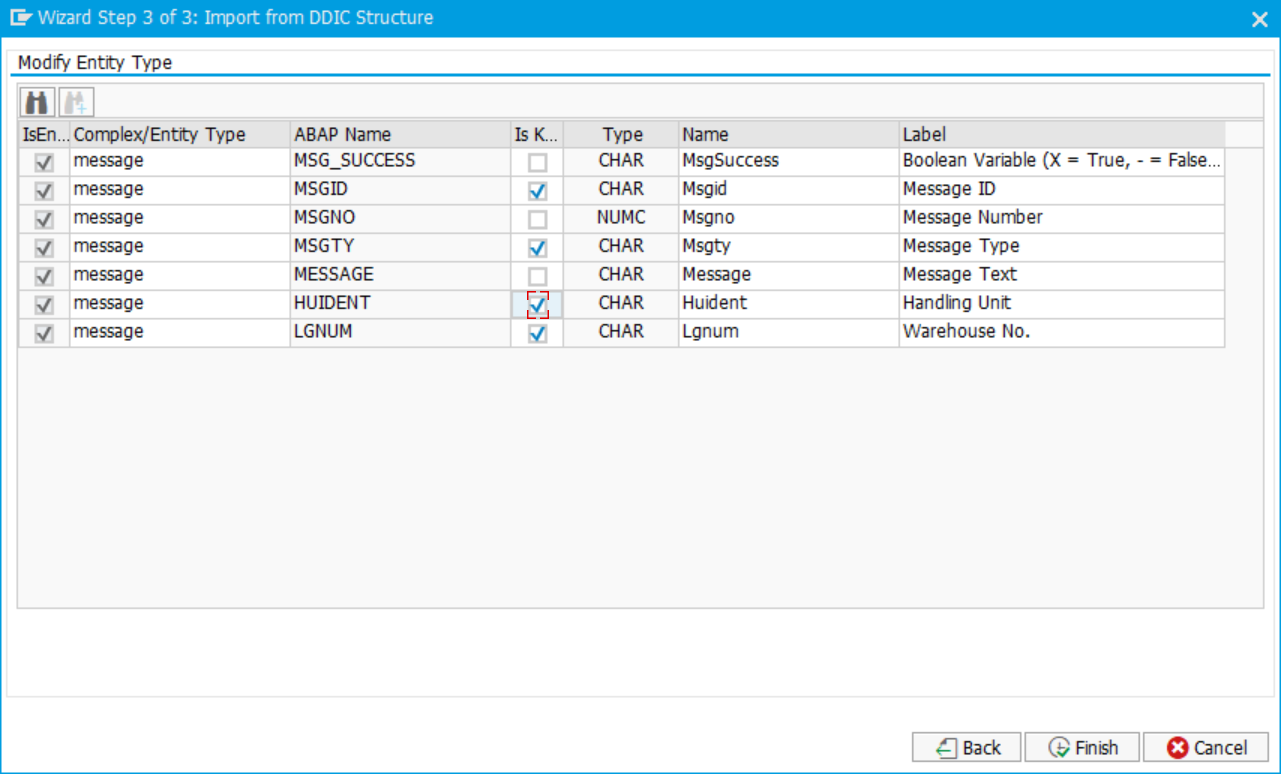 Wizard Step 3 of 3: Import from DDIC Structure
Modify Entity Type
IsEn... Complex/Entity Type ABAP Name Is K... Type Name Label
message MSG_SUCCESS CHAR MsgSuccess Boolean Variable (X = True, - = False...
message MSGID CHAR Msgid Message ID
message MSGNO NUMC Msgno Message Number
message MSGTY CHAR Msgty Message Type
message MESSAGE CHAR Message Message Text
message HUIDENT CHAR Huident Handling Unit
message LGNUM CHAR Lgnum Warehouse No.
Back Finish Cancel